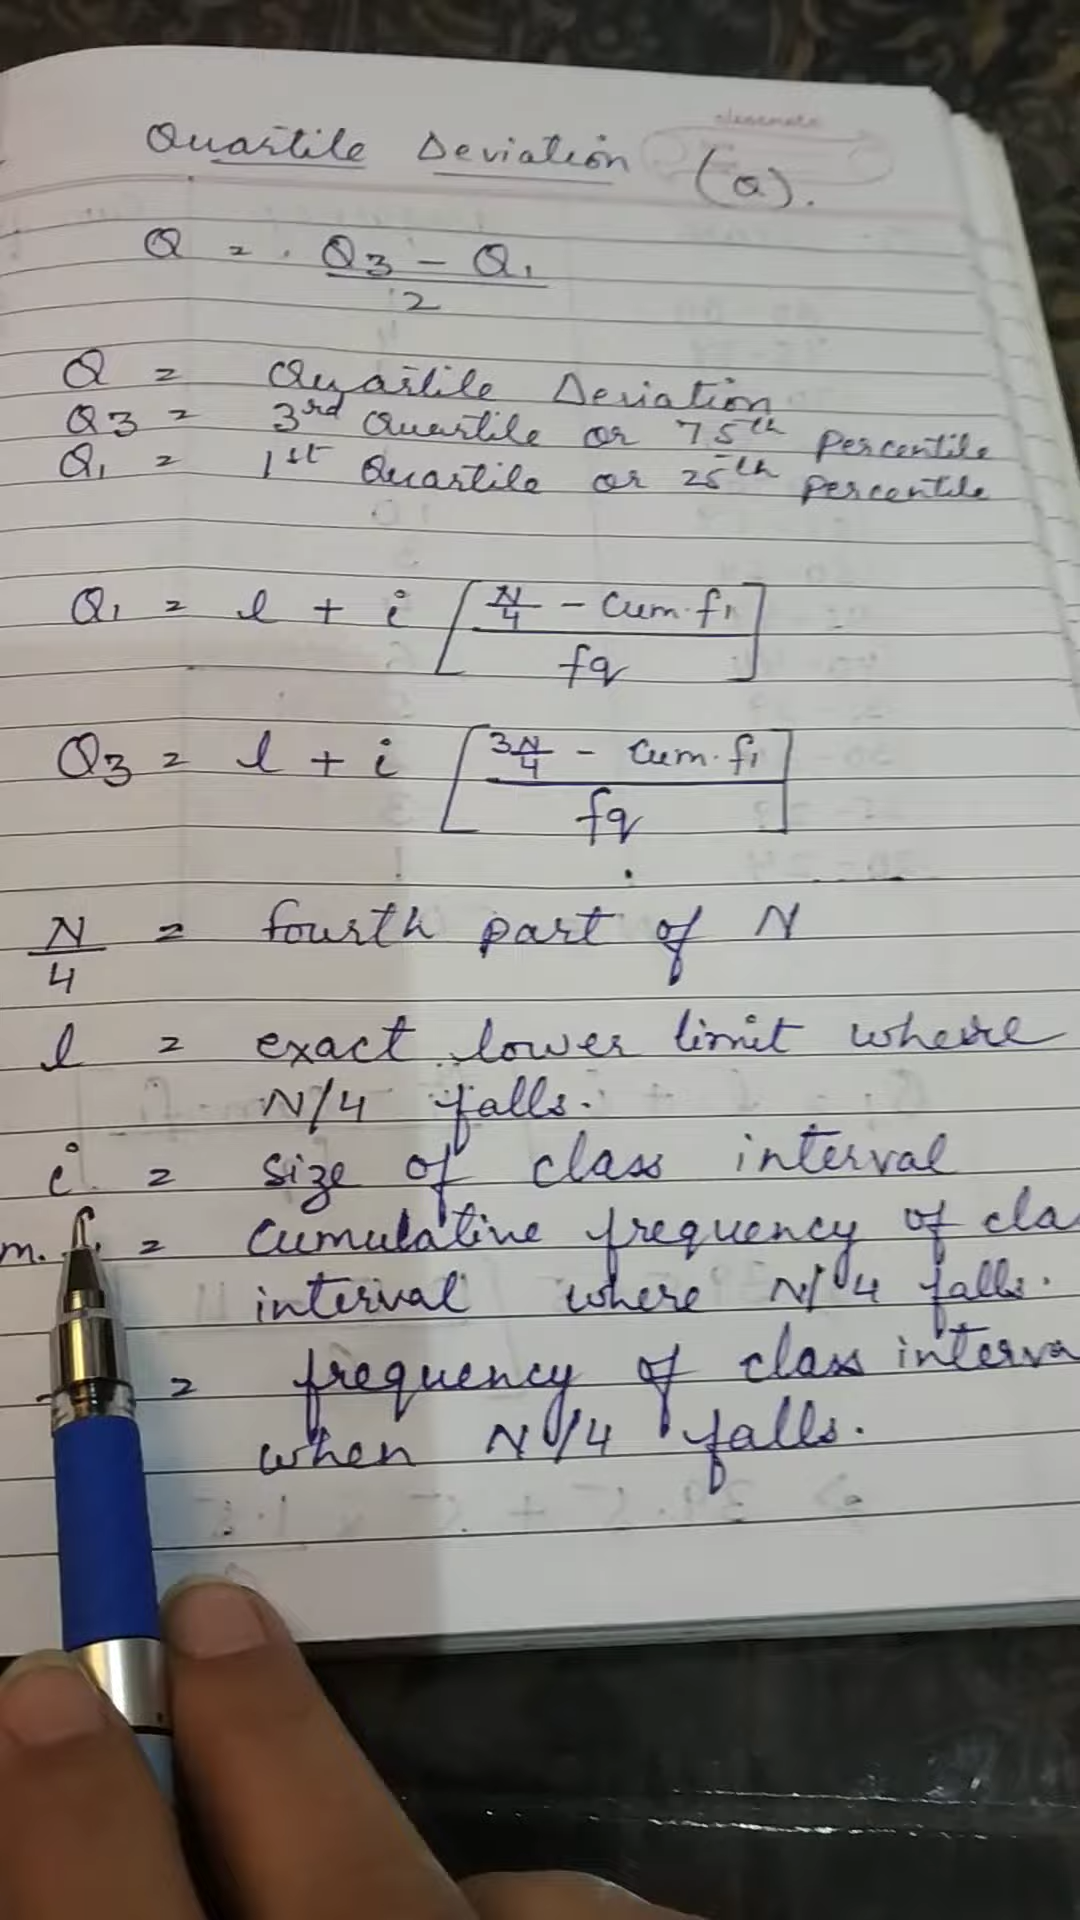 classmate
Quartile Deviation (Q).
Q = Q3 - Q1
2
Q = Quartile Deviation
Q3 = 3rd Quartile or 75th percentile
Q1 = 1st Quartile or 25th percentile
Q1 = l + i [ N/4 - Cum.f1
fq ]
Q3 = l + i [ 3N/4 - Cum.f1
fq ]
N/4 = fourth part of N
l = exact lower limit where
N/4 falls.
i = size of class interval
m. f = Cumulative frequency of cla
interval where N/4 falls.
= frequency of class interva
when N/4 falls.